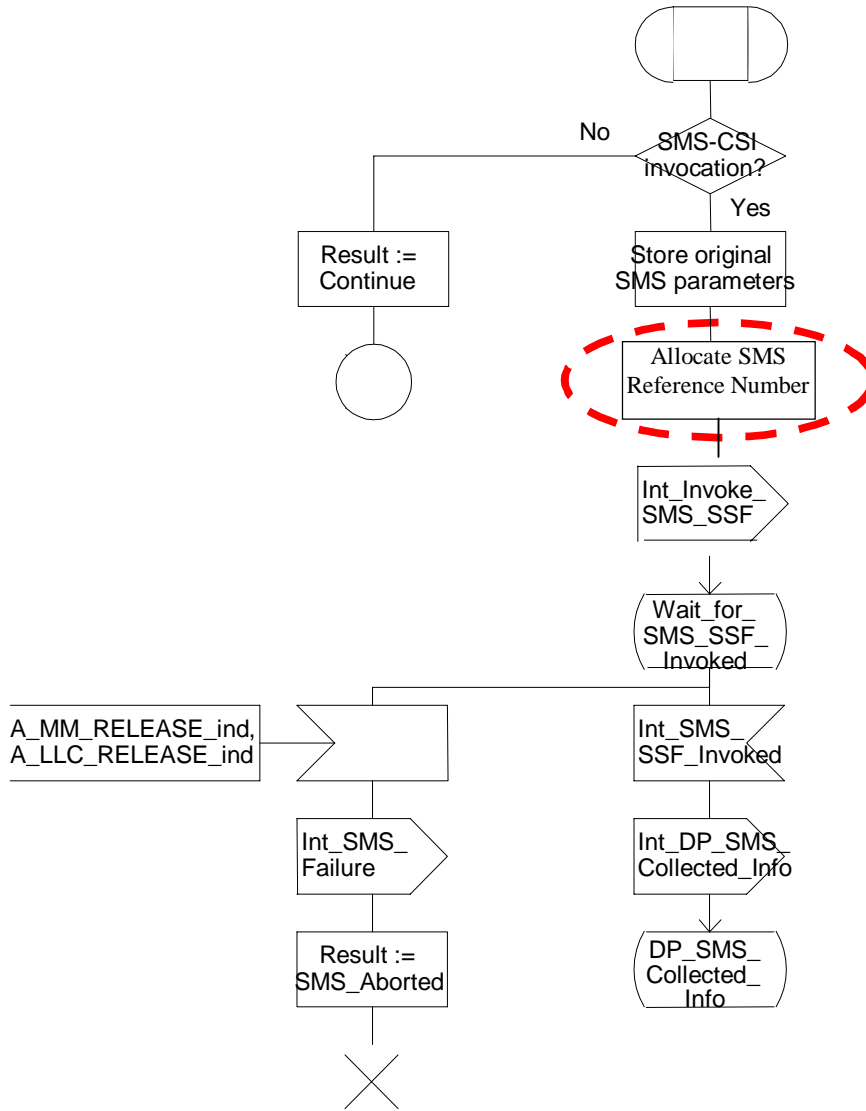 No
SMS-CSI
invocation?
Yes
Result :=
Continue
Store original
SMS parameters
Allocate SMS
Reference Number
Int_Invoke_
SMS_SSF
Wait_for_
SMS_SSF_
Invoked
A_MM_RELEASE_ind,
A_LLC_RELEASE_ind
Int_SMS_
SSF_Invoked
Int_SMS_
Failure
Int_DP_SMS_
Collected_Info
Result :=
SMS_Aborted
DP_SMS_
Collected_
Info